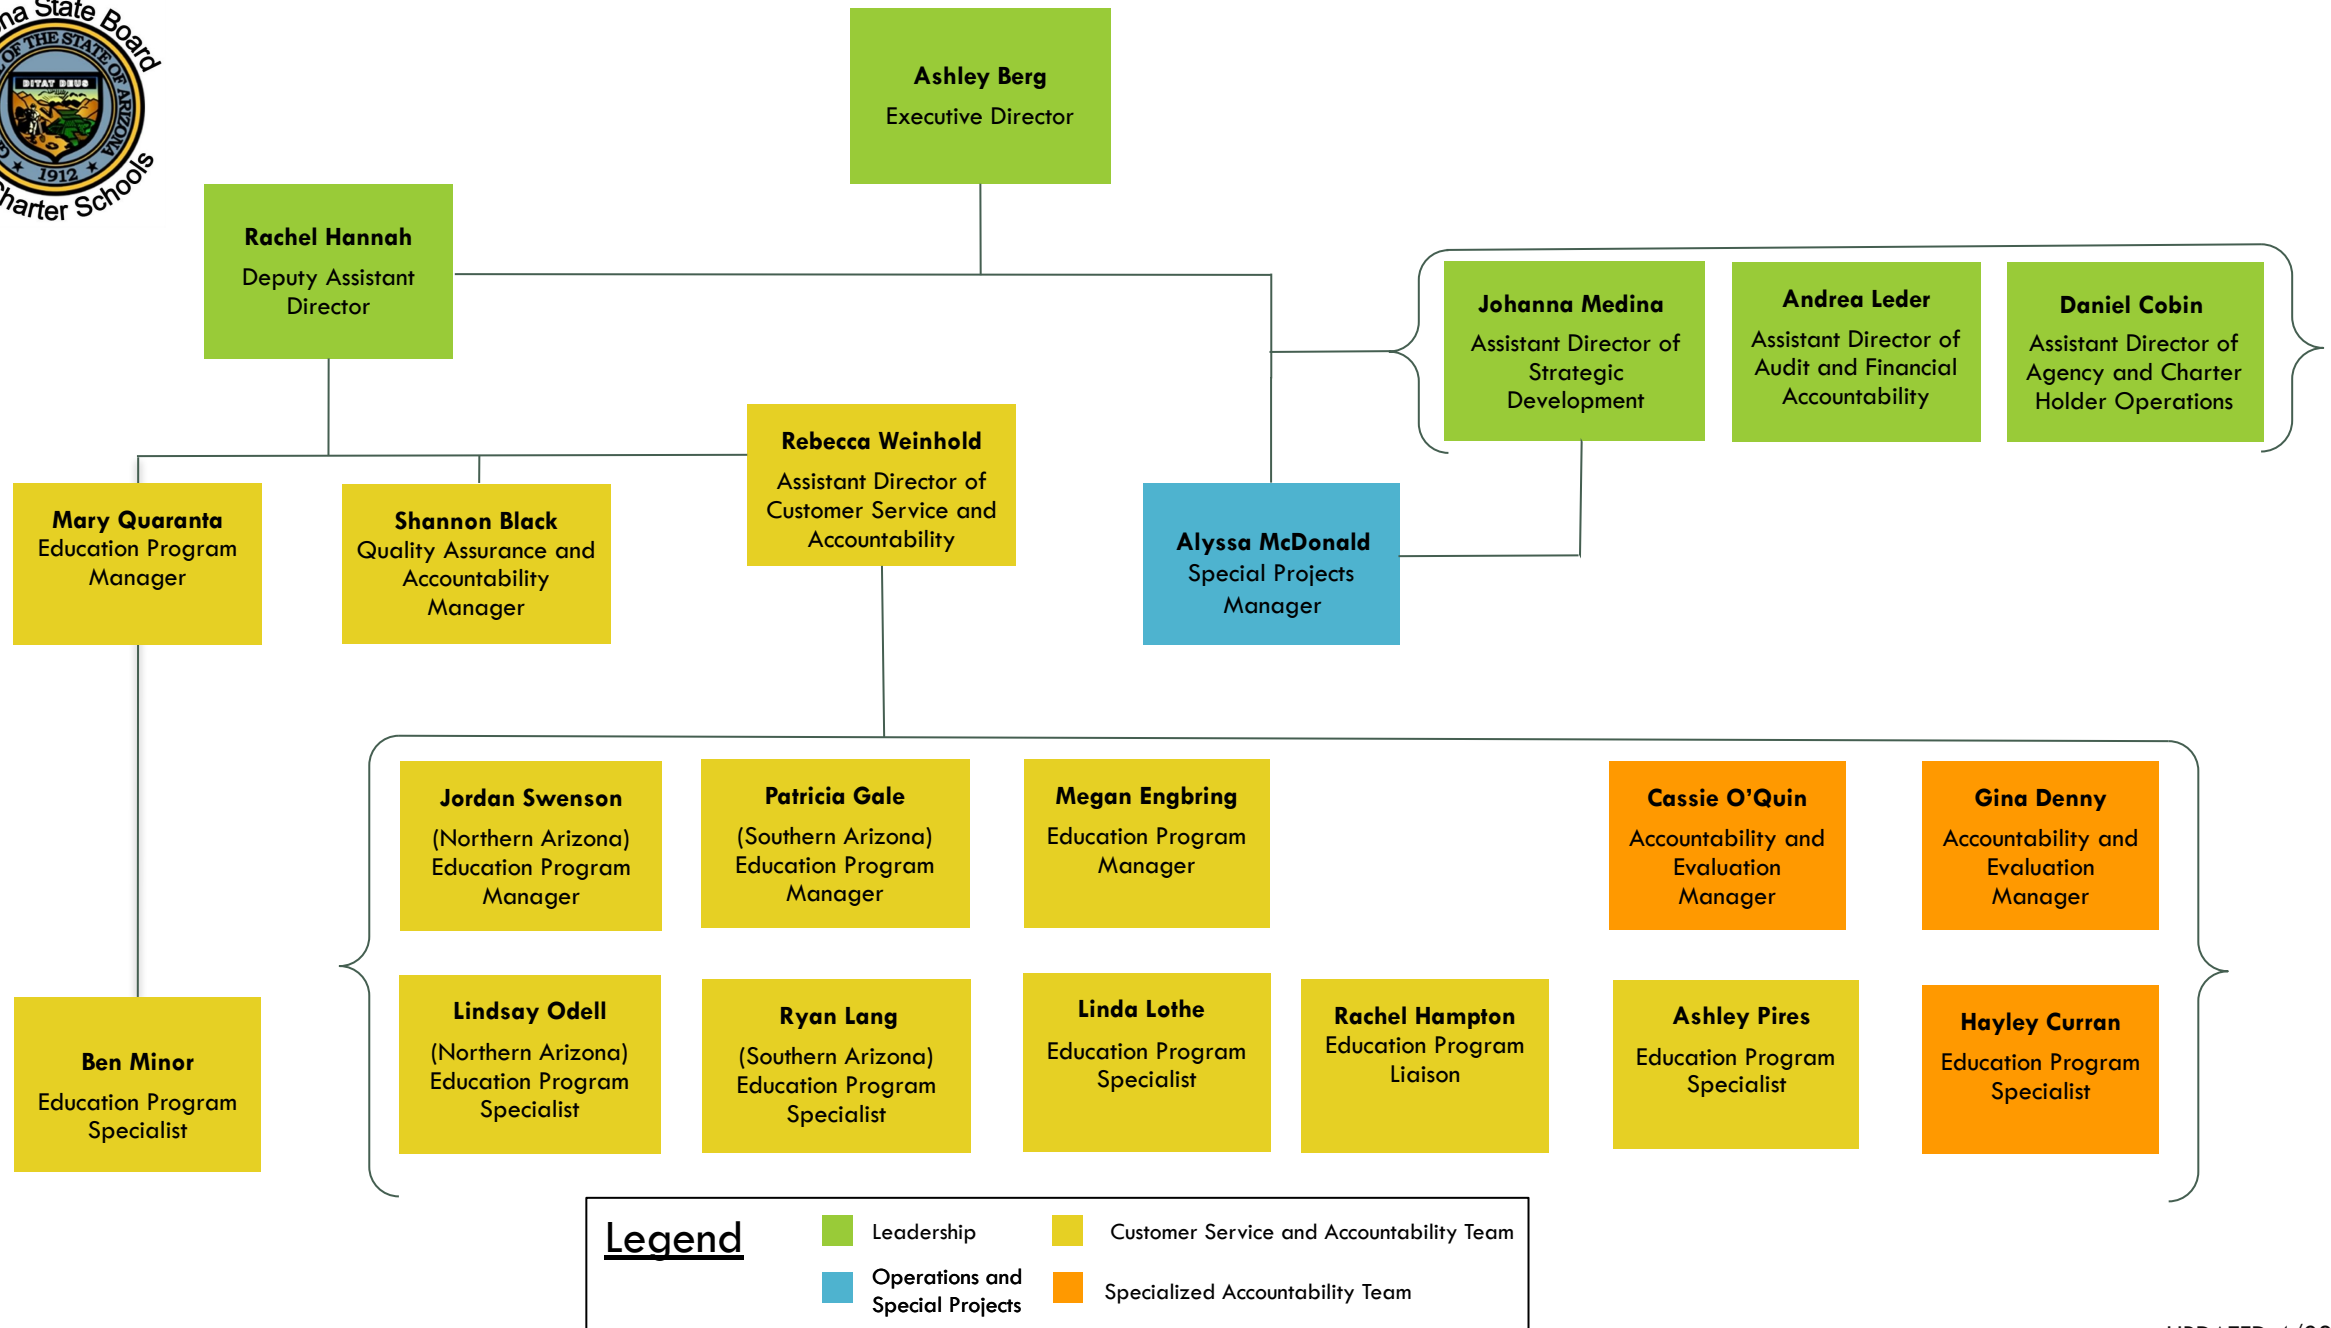 State Board
OF THE STATE OF ARIZONA
DITAT DEUS
1912
Schools
Ashley Berg
Executive Director
Rachel Hannah
Deputy Assistant
Director
Johanna Medina
Assistant Director of
Strategic
Development
Andrea Leder
Assistant Director of
Audit and Financial
Accountability
Daniel Cobin
Assistant Director of
Agency and Charter
Holder Operations
Rebecca Weinhold
Assistant Director of
Customer Service and
Accountability
Mary Quaranta
Education Program
Manager
Shannon Black
Quality Assurance and
Accountability
Manager
Alyssa McDonald
Special Projects
Manager
Jordan Swenson
(Northern Arizona)
Education Program
Manager
Patricia Gale
(Southern Arizona)
Education Program
Manager
Megan Engbring
Education Program
Manager
Cassie O’Quin
Accountability and
Evaluation
Manager
Gina Denny
Accountability and
Evaluation
Manager
Ben Minor
Education Program
Specialist
Lindsay Odell
(Northern Arizona)
Education Program
Specialist
Ryan Lang
(Southern Arizona)
Education Program
Specialist
Linda Lothe
Education Program
Specialist
Rachel Hampton
Education Program
Liaison
Ashley Pires
Education Program
Specialist
Hayley Curran
Education Program
Specialist
Legend
Leadership
Customer Service and Accountability Team
Operations and
Special Projects
Specialized Accountability Team